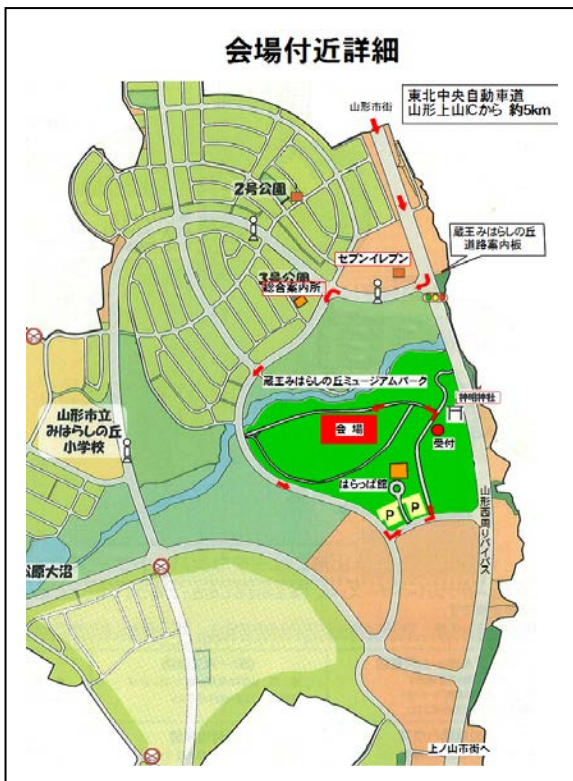 会場付近詳細
東北中央自動車道
山形上山ICから 約5km
山形市街
2号公園
蔵王みはらしの丘
道路案内板
セブンイレブン
3号公園
総合案内所
蔵王みはらしの丘ミュージアムパーク
神明神社
山形市立
みはらしの丘
小学校
会場
受付
はらっぱ館
P
P
山形西周りバイパス
松原大沼
上ノ山市街へ